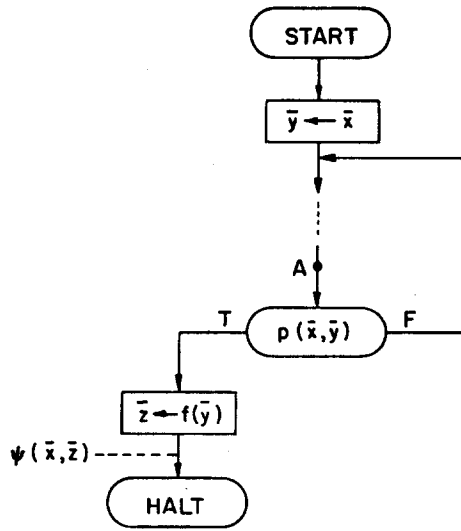 START
ȳ ← x̄
A
T
p(x̄,ȳ)
F
z̄ ← f(ȳ)
ψ(x̄,z̄)
HALT